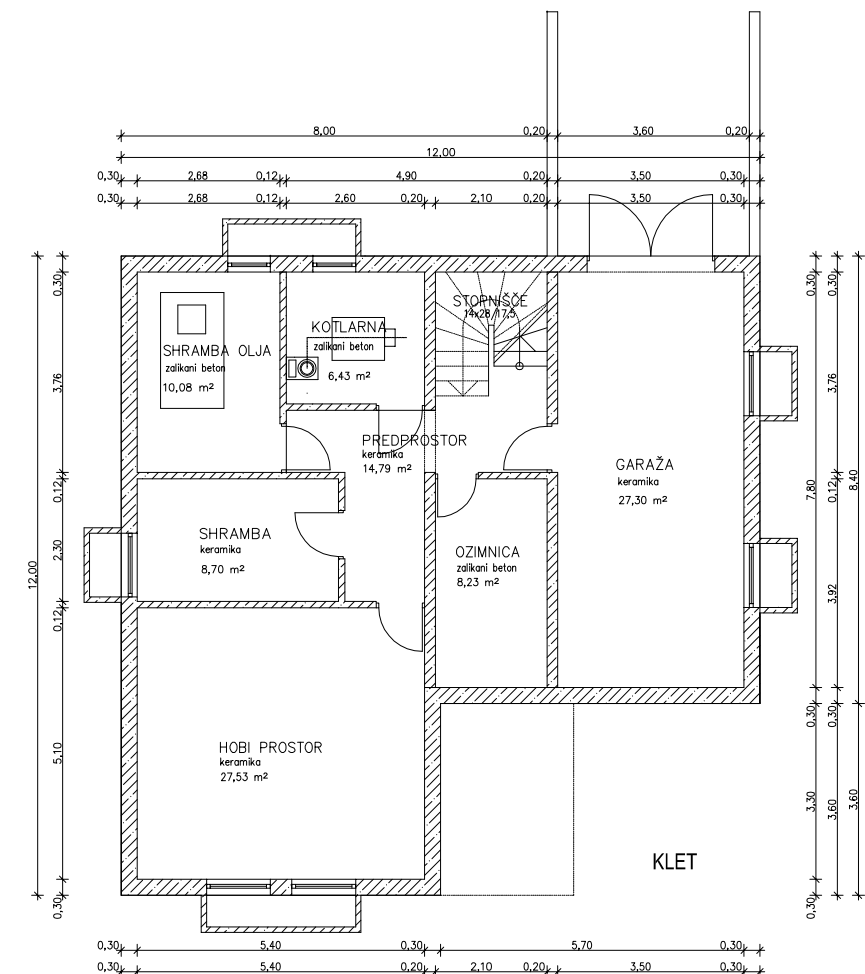 8,00 0,20 3,60 0,20
12,00
0,30 2,68 0,12 4,90 0,20 3,50 0,30
0,30 2,68 0,12 2,60 0,20 2,10 0,20 3,50 0,30
STOPNIŠČE
14x28/17,5
KOTLARNA
zalikani beton
6,43 m²
SHRAMBA OLJA
zalikani beton
10,08 m²
PREDPROSTOR
keramika
14,79 m²
GARAŽA
keramika
27,30 m²
SHRAMBA
keramika
8,70 m²
OZIMNICA
zalikani beton
8,23 m²
HOBI PROSTOR
keramika
27,53 m²
KLET
12,00
0,30 3,76 0,12 2,30 0,12 5,10 0,30
0,30 7,80 0,30 3,30 0,30
0,30 3,76 0,12 3,92 0,30 3,60
8,40 3,60
0,30 5,40 0,30 5,70 0,30
0,30 5,40 0,20 2,10 0,20 3,50 0,30